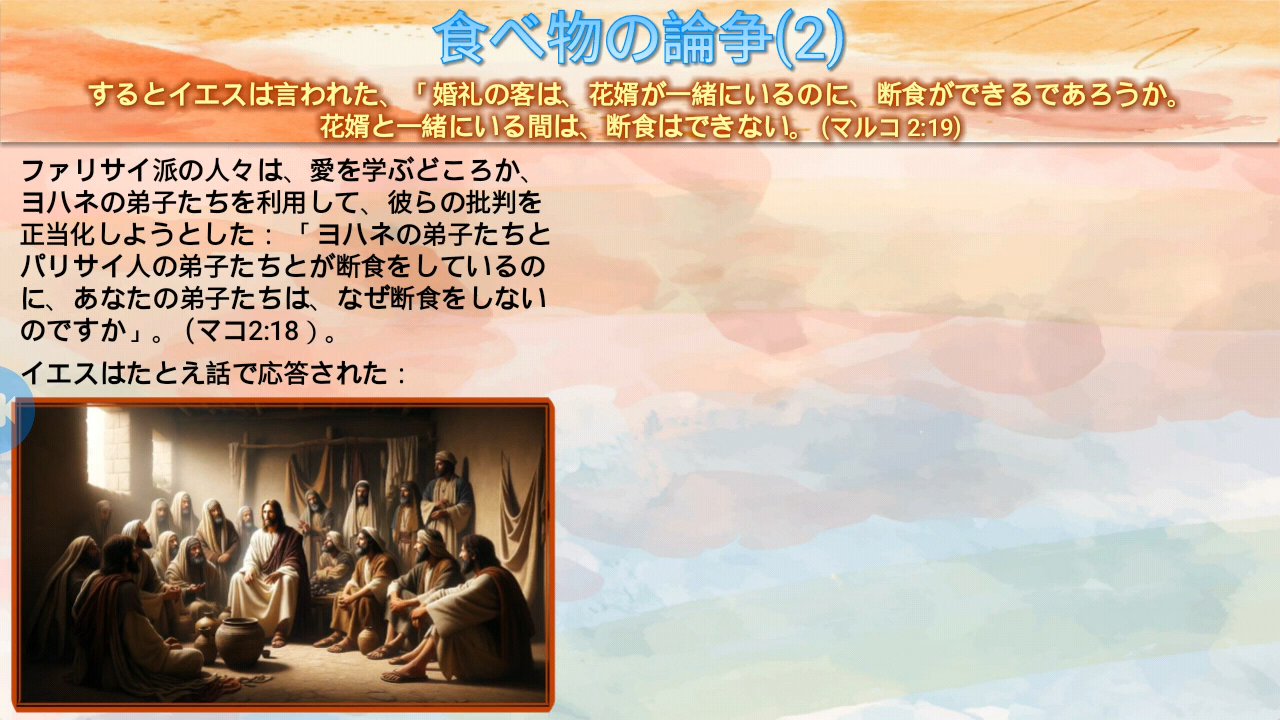 食べ物の論争(2)
するとイエスは言われた、「婚礼の客は、花婿が一緒にいるのに、断食ができるであろうか。
花婿と一緒にいる間は、断食はできない。 (マルコ 2:19)
ファリサイ派の人々は、愛を学ぶどころか、
ヨハネの弟子たちを利用して、彼らの批判を
正当化しようとした：「ヨハネの弟子たちと
パリサイ人の弟子たちとが断食をしているの
に、あなたの弟子たちは、なぜ断食をしない
のですか」。（マコ2:18 ）。
イエスはたとえ話で応答された：